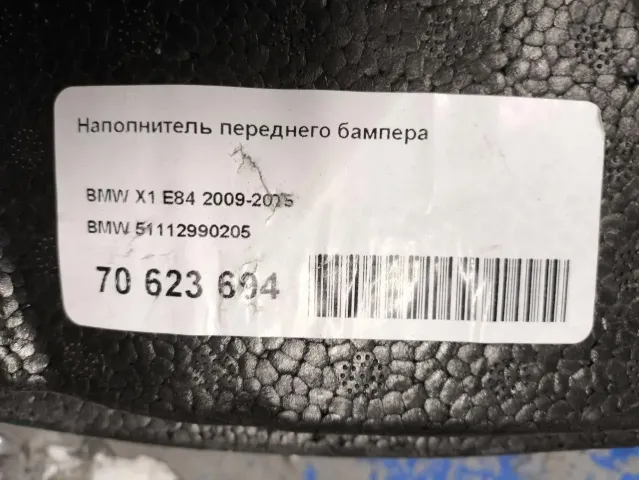 Наполнитель переднего бампера
BMW X1 E84 2009-2015
BMW 51112990205
70 623 694